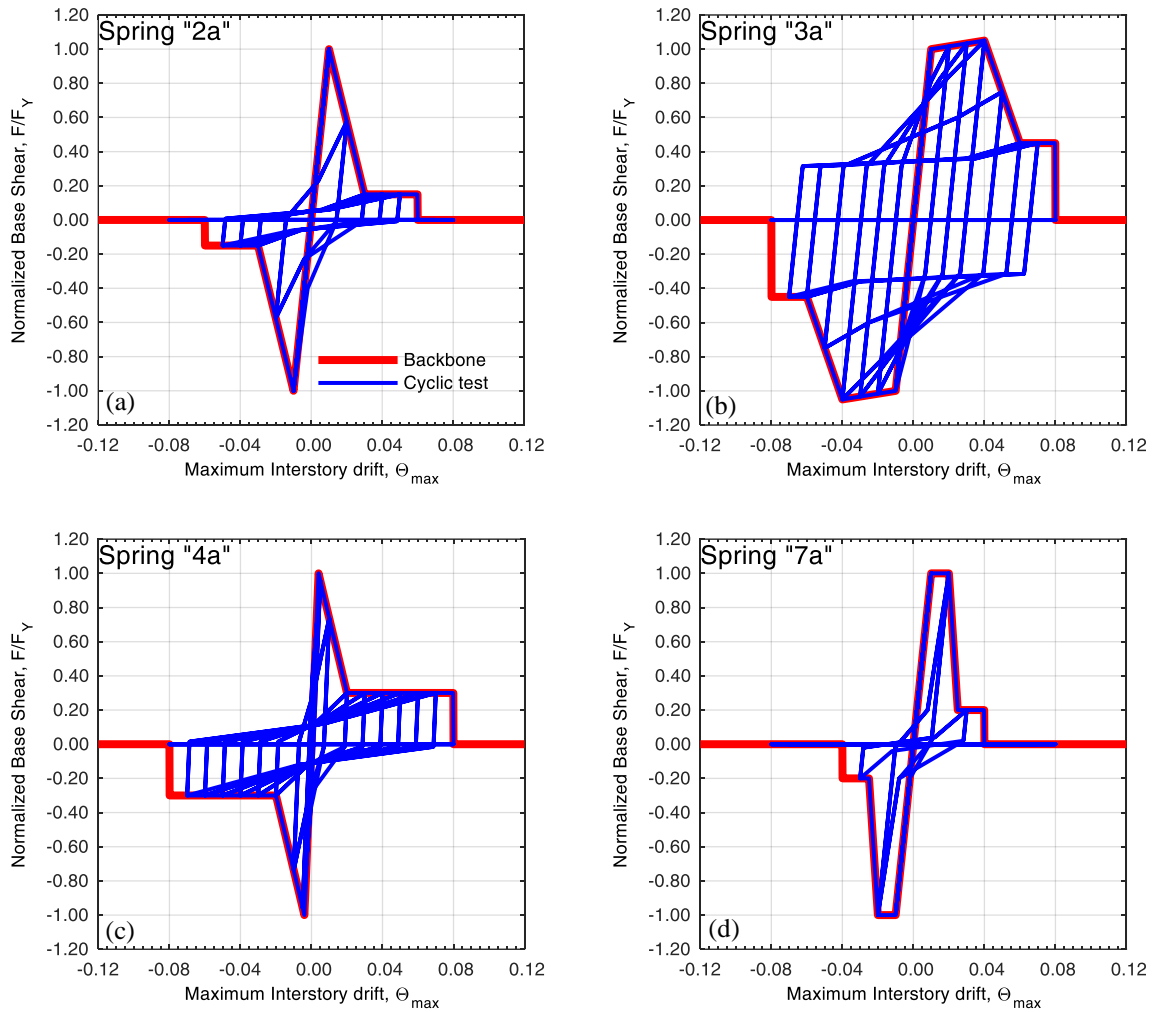 Spring "2a"
1.20
1.00
0.80
0.60
0.40
0.20
0.00
-0.20
-0.40
-0.60
-0.80
-1.00
-1.20
Normalized Base Shear, F/FY
Backbone
Cyclic test
(a)
-0.12 -0.08 -0.04 0.00 0.04 0.08 0.12
Maximum Interstory drift, Θmax
Spring "3a"
1.20
1.00
0.80
0.60
0.40
0.20
0.00
-0.20
-0.40
-0.60
-0.80
-1.00
-1.20
Normalized Base Shear, F/FY
(b)
-0.12 -0.08 -0.04 0.00 0.04 0.08 0.12
Maximum Interstory drift, Θmax
Spring "4a"
1.20
1.00
0.80
0.60
0.40
0.20
0.00
-0.20
-0.40
-0.60
-0.80
-1.00
-1.20
Normalized Base Shear, F/FY
(c)
-0.12 -0.08 -0.04 0.00 0.04 0.08 0.12
Maximum Interstory drift, Θmax
Spring "7a"
1.20
1.00
0.80
0.60
0.40
0.20
0.00
-0.20
-0.40
-0.60
-0.80
-1.00
-1.20
Normalized Base Shear, F/FY
(d)
-0.12 -0.08 -0.04 0.00 0.04 0.08 0.12
Maximum Interstory drift, Θmax